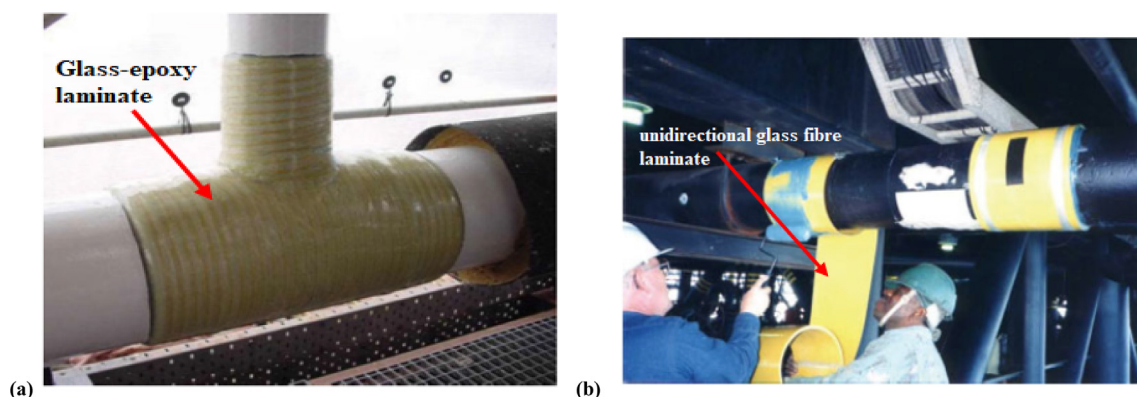 Glass-epoxy
laminate
unidirectional glass fibre
laminate
(a)
(b)